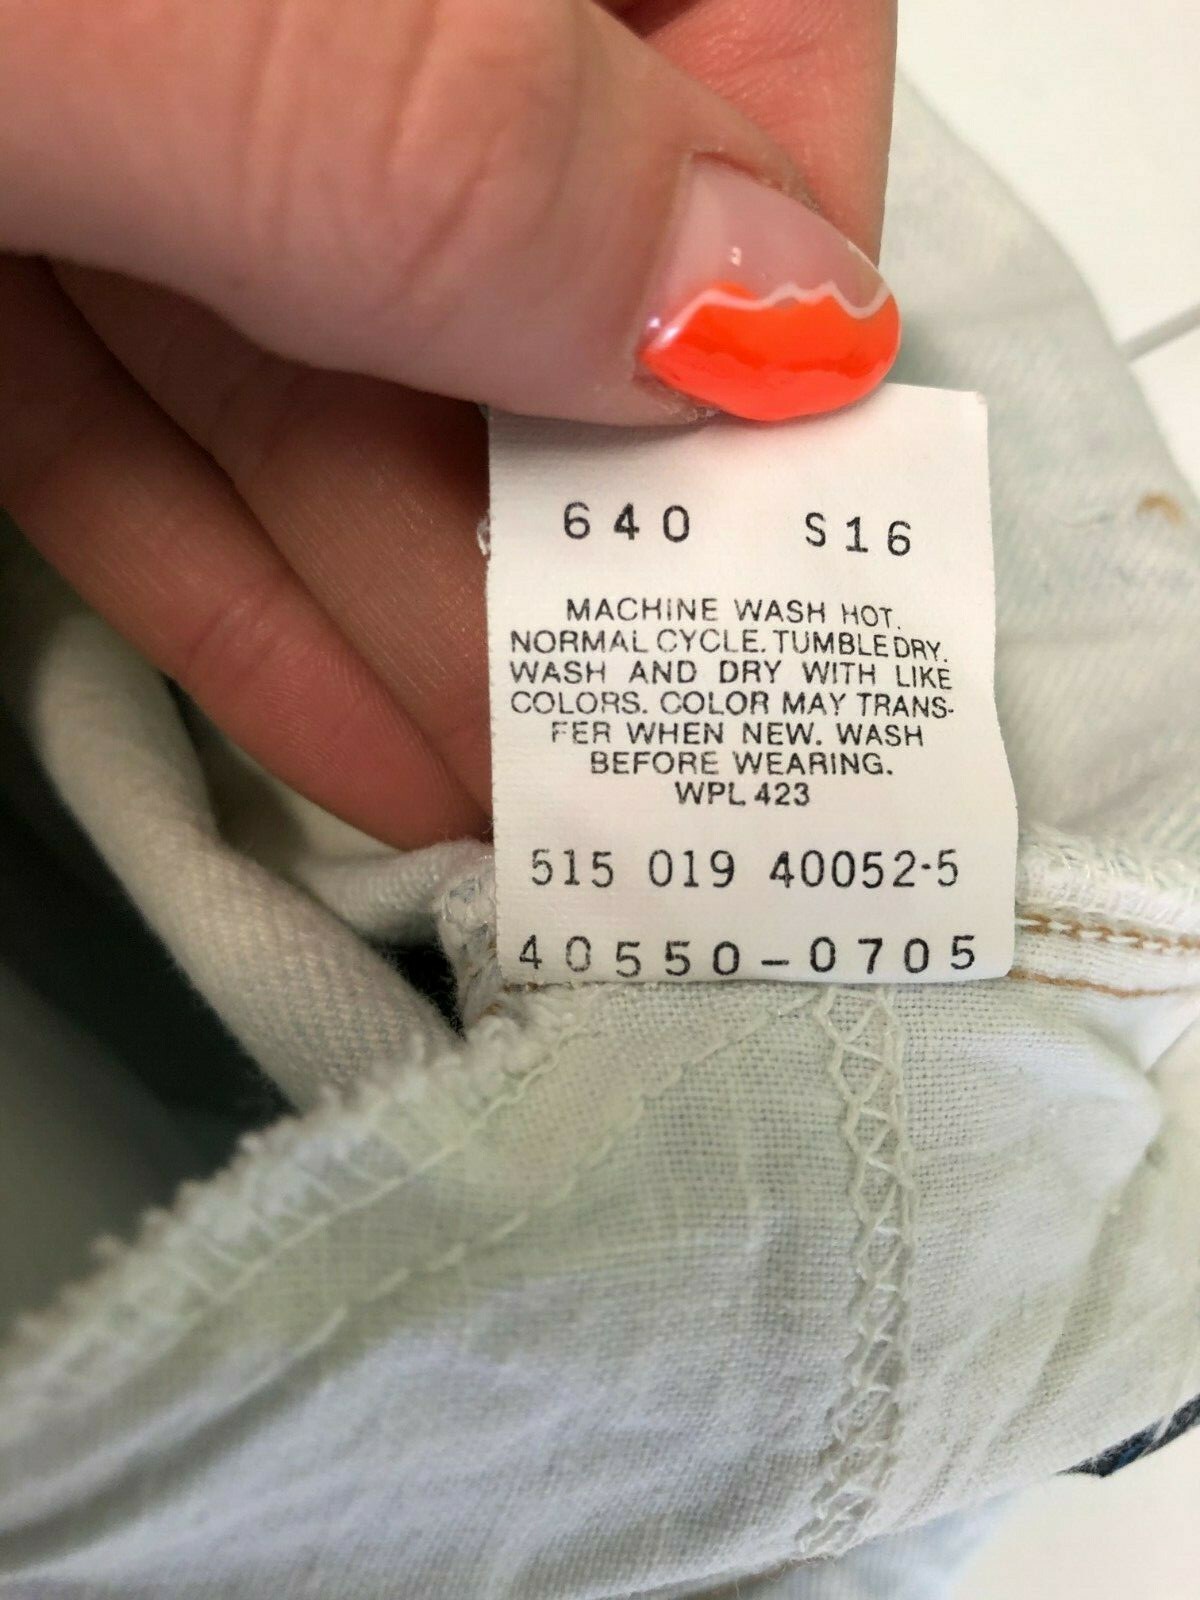 640 S16
MACHINE WASH HOT.
NORMAL CYCLE. TUMBLE DRY.
WASH AND DRY WITH LIKE
COLORS. COLOR MAY TRANS-
FER WHEN NEW. WASH
BEFORE WEARING.
WPL 423
515 019 40052-5
40550-0705